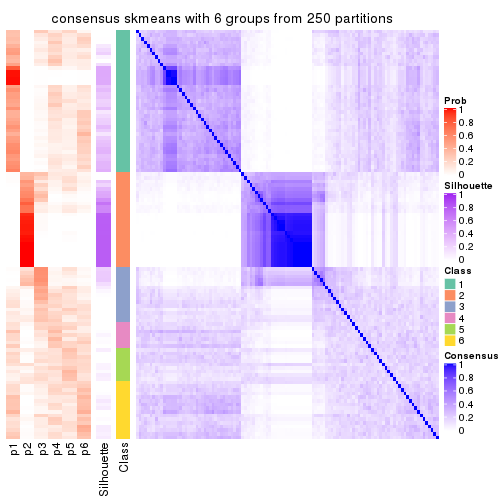 consensus skmeans with 6 groups from 250 partitions
Prob
1
0.8
0.6
0.4
0.2
0
Silhouette
1
0.8
0.6
0.4
0.2
0
Class
1
2
3
4
5
6
Consensus
1
0.8
0.6
0.4
0.2
0
p1
p2
p3
p4
p5
p6
Silhouette
Class